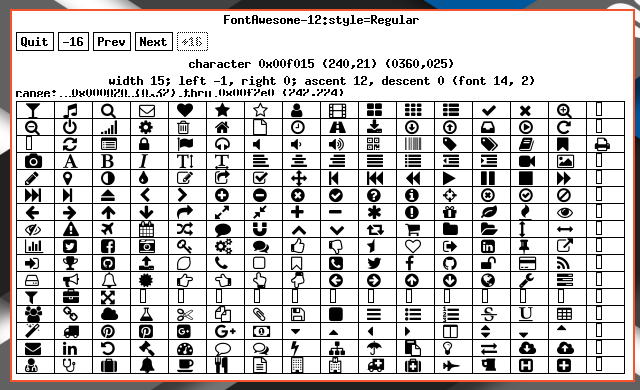 FontAwesome-12:style=Regular
Quit -16 Prev Next +16
character 0x00f015 (240,21) (0360,025)
width 15; left -1, right 0; ascent 12, descent 0 (font 14, 2)
range: 0x000020 (0.32) thru 0x00f2e0 (242.224)